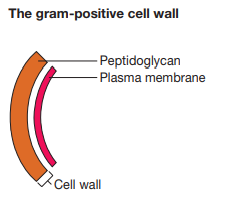 The gram-positive cell wall
Peptidoglycan
Plasma membrane
Cell wall